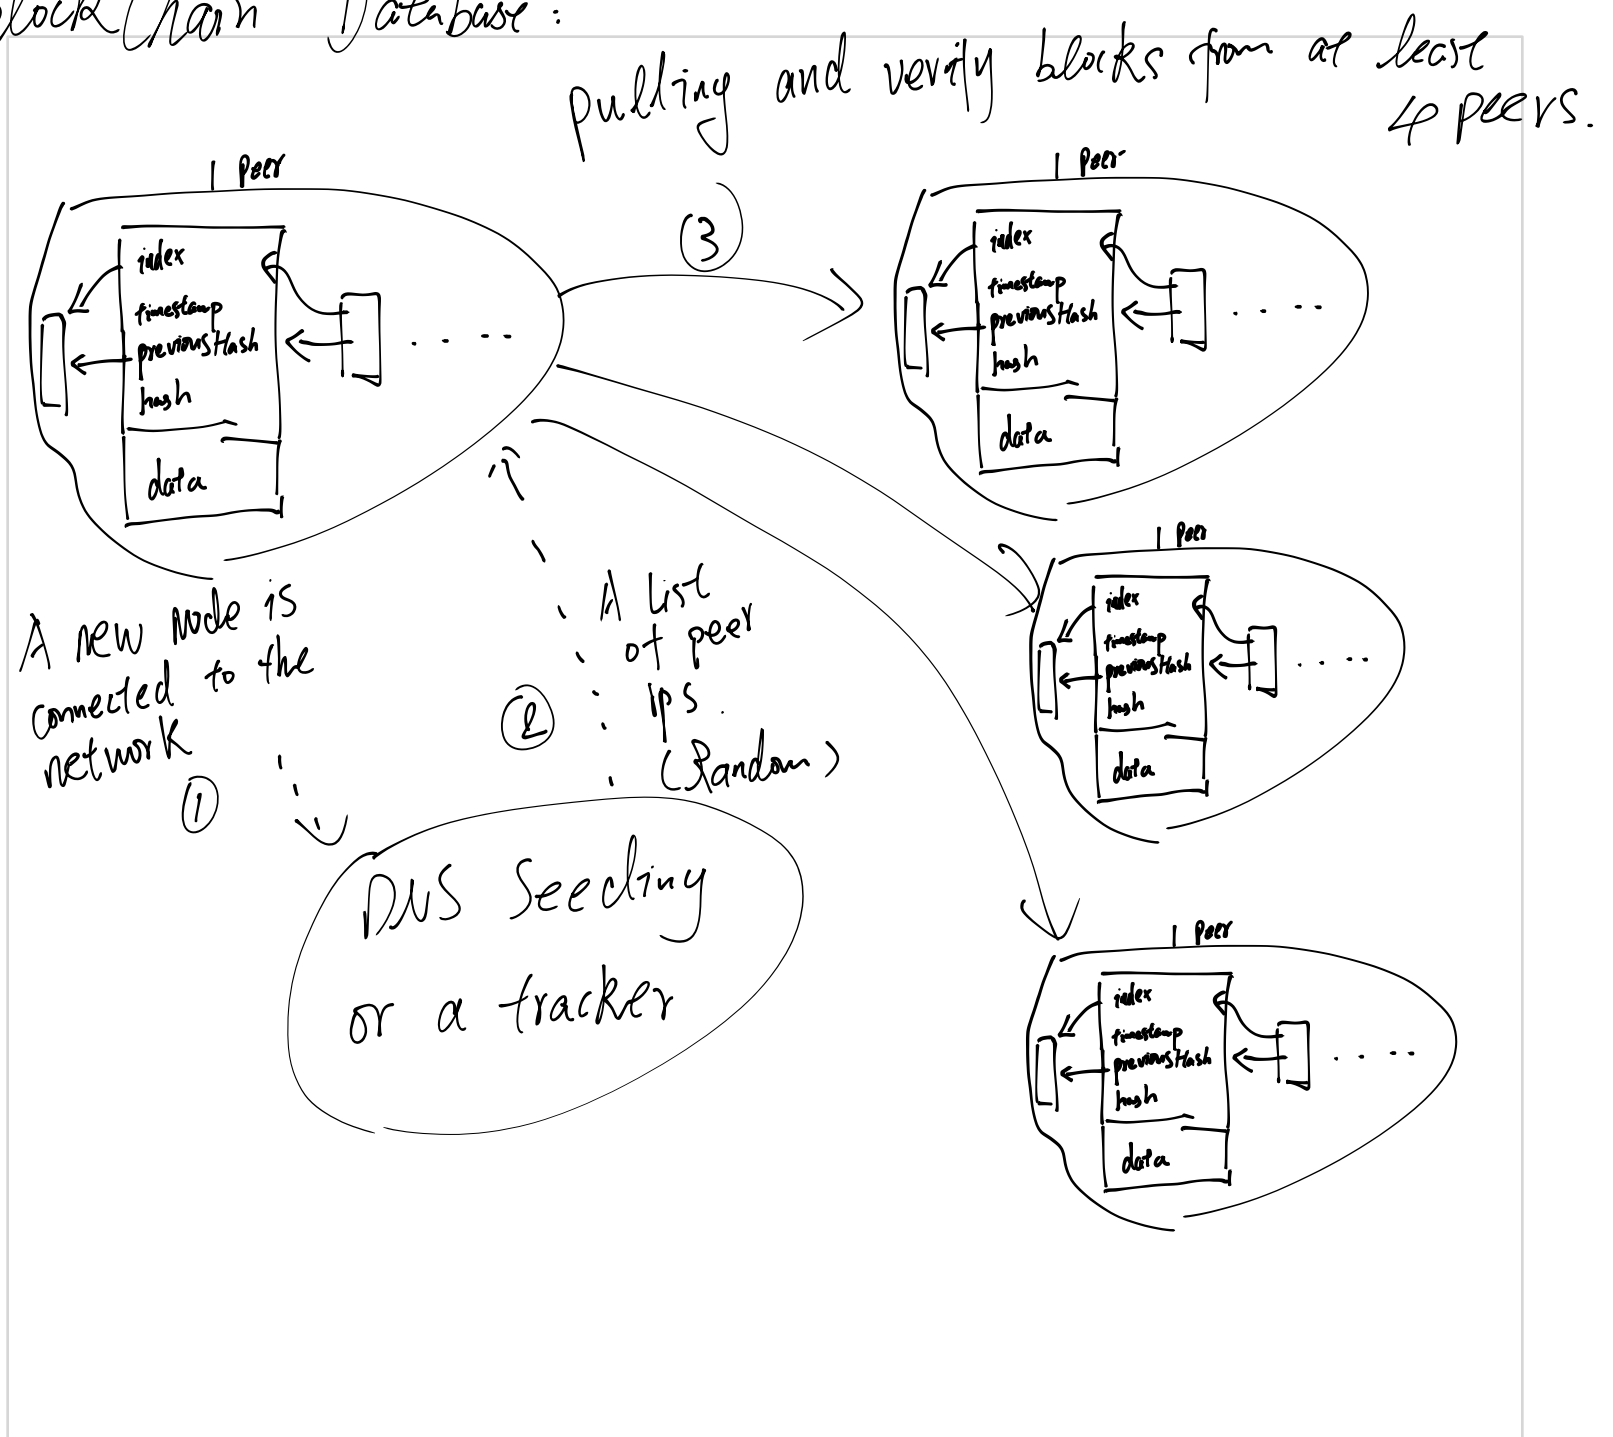 BlockChain Database:
pulling and verify blocks from at least
4 peers.
1 Peer
index
timestamp
previousHash
hash
data
. . . . .
3
1 Peer
index
timestamp
previousHash
hash
data
. . . . .
A new node is
connected to the
network
1
2
A list
of peer
ips.
(Random)
1 Peer
index
timestamp
previousHash
hash
data
. . . . .
DNS Seeding
or a tracker
1 Peer
index
timestamp
previousHash
hash
data
. . . . .